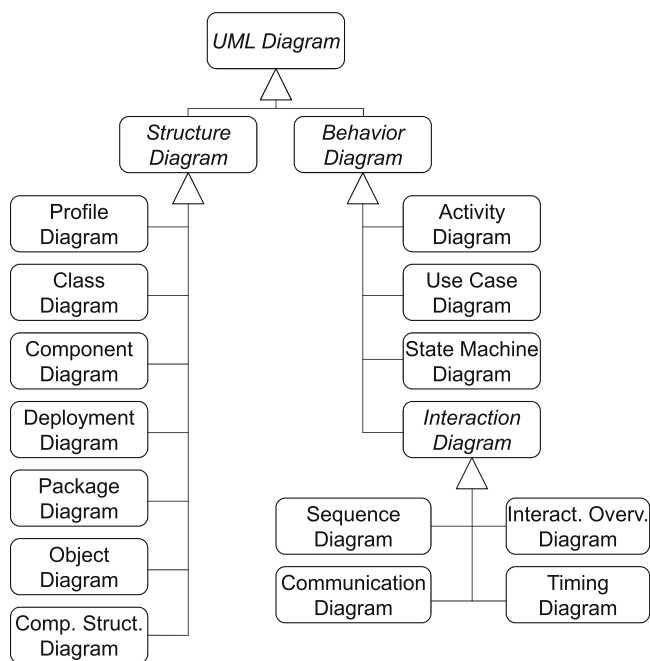 UML Diagram
Structure
Diagram
Behavior
Diagram
Profile
Diagram
Class
Diagram
Component
Diagram
Deployment
Diagram
Package
Diagram
Object
Diagram
Comp. Struct.
Diagram
Activity
Diagram
Use Case
Diagram
State Machine
Diagram
Interaction
Diagram
Sequence
Diagram
Interact. Overv.
Diagram
Communication
Diagram
Timing
Diagram